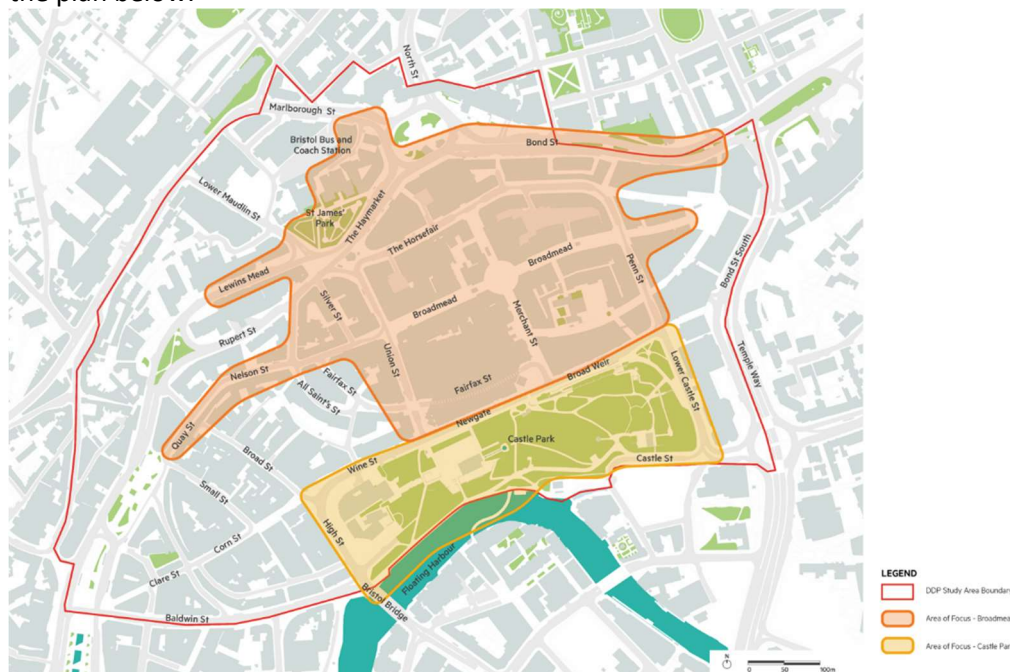 the plan below:
North St
Marlborough St
Bristol Bus and
Coach Station
Bond St
Lower Maudlin St
St James'
Park
The Haymarket
The Horsefair
Broadmead
Lewins Mead
Silver St
Broadmead
Penn St
Bond St South
Merchant St
Rupert St
Union St
Nelson St
Fairfax St
All Saint's St
Fairfax St
Broad Weir
Lower Castle St
Temple Way
Newgate
Quay St
Castle Park
Wine St
Castle St
Broad St
Small St
High St
Corn St
Clare St
Floating Harbour
Bristol Bridge
Baldwin St
LEGEND
DDP Study Area Boundary
Area of Focus - Broadmead
Area of Focus - Castle Park
N
0 50 100m